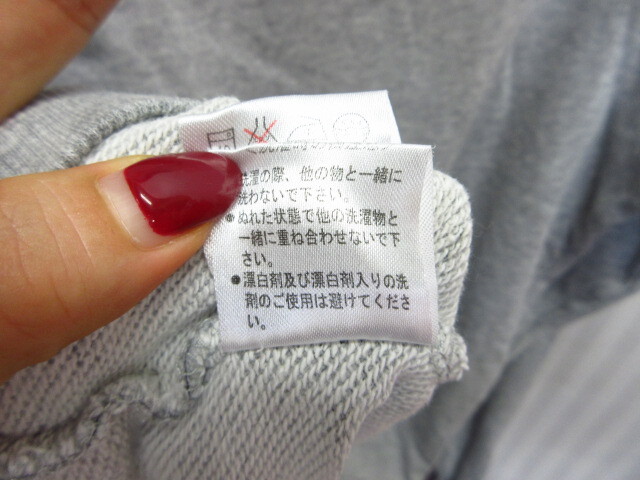 洗濯の際、他の物と一緒に
洗わないで下さい。
●ぬれた状態で他の洗濯物と
一緒に重ね合わせないで下
さい。
●漂白剤及び漂白剤入りの洗
剤のご使用は避けてくださ
い。